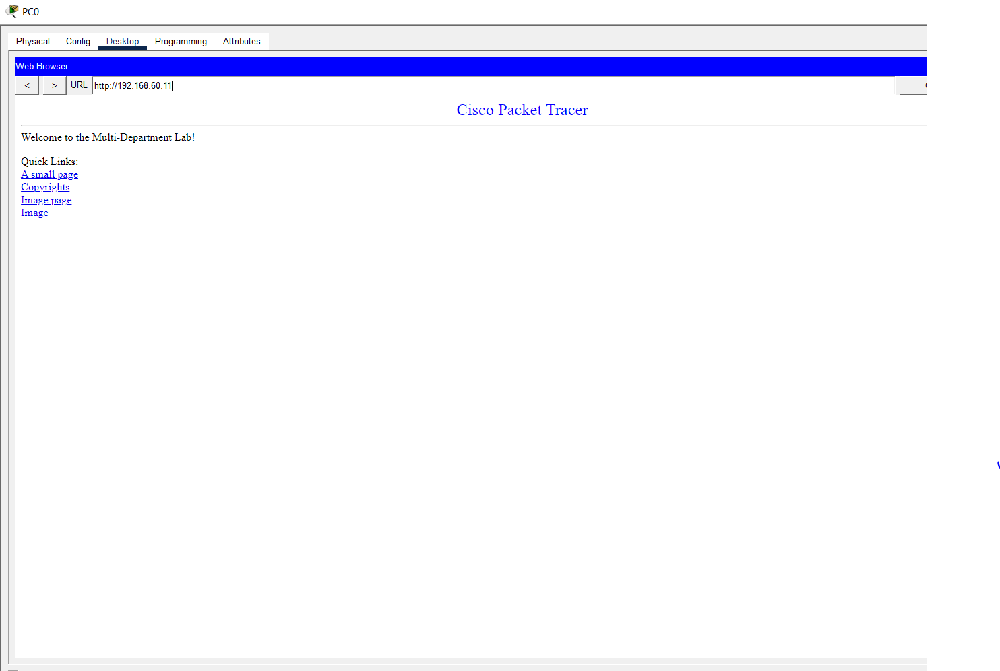 PC0
Physical Config Desktop Programming Attributes
Web Browser
< > URL http://192.168.60.11
Cisco Packet Tracer
Welcome to the Multi-Department Lab!
Quick Links:
A small page
Copyrights
Image page
Image